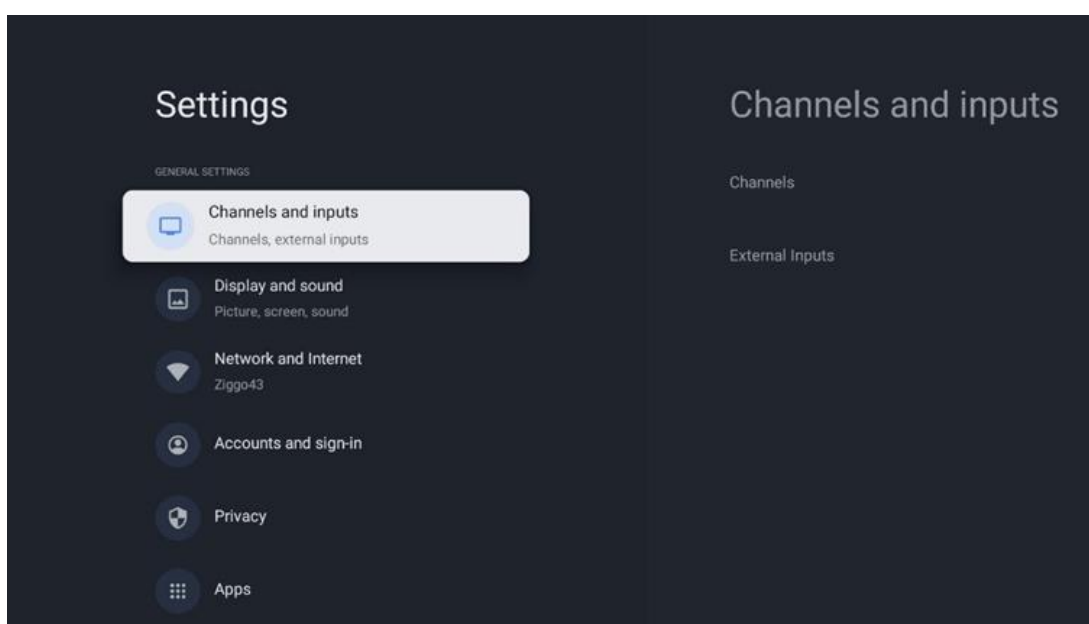 Settings
GENERAL SETTINGS
Channels and inputs
Channels, external inputs
Display and sound
Picture, screen, sound
Network and Internet
Ziggo43
Accounts and sign-in
Privacy
Apps
Channels and inputs
Channels
External Inputs